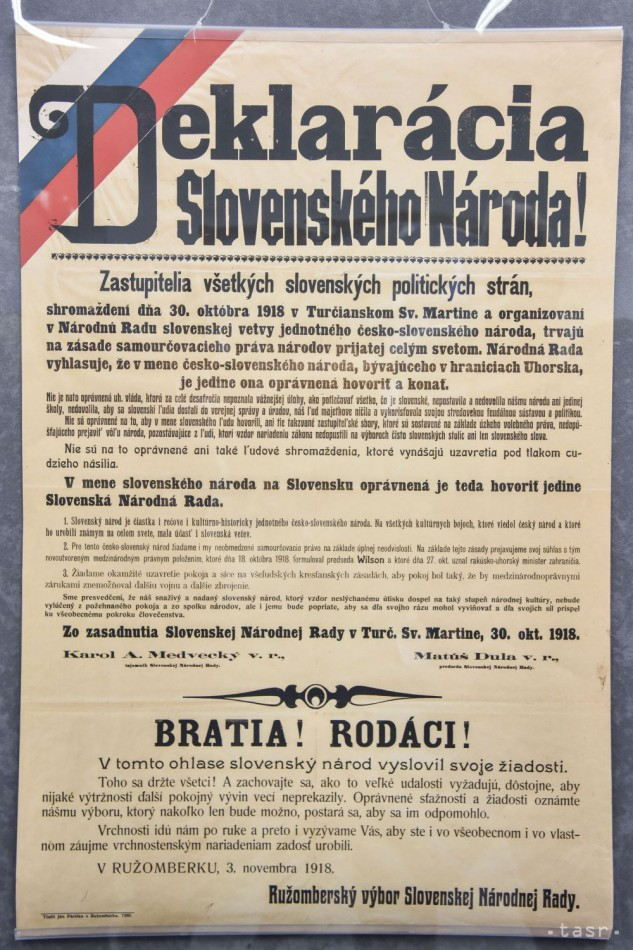 Deklarácia
Slovenského Národa!
Zastupitelia všetkých slovenských politických strán,
shromaždení dňa 30. októbra 1918 v Turčianskom Sv. Martine a organizovaní
v Národnú Radu slovenskej vetvy jednotného česko-slovenského národa, trvajú
na zásade samourčovacieho práva národov prijatej celým svetom. Národná Rada
vyhlasuje, že v mene česko-slovenského národa, bývajúceho v hraniciach Uhorska,
je jedine ona oprávnená hovoriť a konať.
Nie je nato oprávnená uh. vláda, ktorá za celé desaťročia nepoznala vážnejšej úlohy, ako potlačovať všetko, čo je slovenské, nepostavila a nedovolila nášmu národu ani jedinej
školy, nedovolila, aby sa slovenskí ľudia dostali do verejnej správy a úradov, náš ľud majetkove ničila a vykorisťovala svojou stredovekou feudálnou sústavou a politikou.
Nie sú oprávnené na to, aby v mene slovenského ľudu hovorili, ani tie takzvané zastupiteľské sbory, ktoré sú sostavené na základe úzkeho volebného práva, nedopú-
šťajúceho prejaviť vôľu národa, pozostávajúce z ľudí, ktorí vzdor nariadeniu zákona nedopustili na výboroch čisto slovenských stolíc ani len slovenského slova.
Nie sú na to oprávnené ani také ľudové shromaždenia, ktoré vynášajú uzavretia pod tlakom cu-
dzieho násilia.
V mene slovenského národa na Slovensku oprávnená je teda hovoriť jedine
Slovenská Národná Rada.
1. Slovenský národ je čiastka i rečove i kultúrno-historicky jednotného česko-slovenského národa. Na všetkých kultúrnych bojoch, ktoré viedol český národ a ktoré
ho urobili známym na celom svete, mala účasť i slovenská vetev.
2. Pre tento česko-slovenský národ žiadame i my neobmedzené samourčovacie právo na základe úplnej neodvislosti. Na základe tejto zásady prejavujeme svoj súhlas s tým
novoutvoreným medzinárodným právnym položením, ktoré dňa 18. októbra 1918. formuloval predseda Wilson a ktoré dňa 27. okt. uznal rakúsko-uhorský minister zahraničia.
3. Žiadame okamžité uzavretie pokoja a síce na všeľudských kresťanských zásadách, aby pokoj bol taký, že by medzinárodnoprávnymi
zárukami znemožňoval ďalšiu vojnu a ďalšie zbrojenie.
Sme presvedčení, že náš snaživý a nadaný slovenský národ, ktorý vzdor neslýchanému útisku dospel na taký stupeň národnej kultúry, nebude
vylúčený z požehnaného pokoja a zo spolku národov, ale i jemu bude popriate, aby sa dľa svojho rázu mohol vyvíňovať a dľa svojich síl prispel
ku všeobecnému pokroku človečenstva.
Zo zasadnutia Slovenskej Národnej Rady v Turč. Sv. Martine, 30. okt. 1918.
Karol A. Medvecký v. r., Matúš Dula v. r.,
tajomník Slovenskej Národnej Rady. predseda Slovenskej Národnej Rady.
BRATIA! RODÁCI!
V tomto ohlase slovenský národ vyslovil svoje žiadosti.
Toho sa držte všetci! A zachovajte sa, ako to veľké udalosti vyžadujú, dôstojne, aby
nijaké výtržnosti ďalší pokojný vývin vecí neprekazily. Oprávnené sťažnosti a žiadosti oznámte
nášmu výboru, ktorý nakoľko len bude možno, postará sa, aby sa im odpomohlo.
Vrchnosti idú nám po ruke a preto i vyzývame Vás, aby ste i vo všeobecnom i vo vlast-
nom záujme vrchnostenským nariadeniam zadosť urobili.
V RUŽOMBERKU, 3. novembra 1918.
Ružomberský výbor Slovenskej Národnej Rady.
Tlačil Ján Párička v Ružomberku.
.tasr.